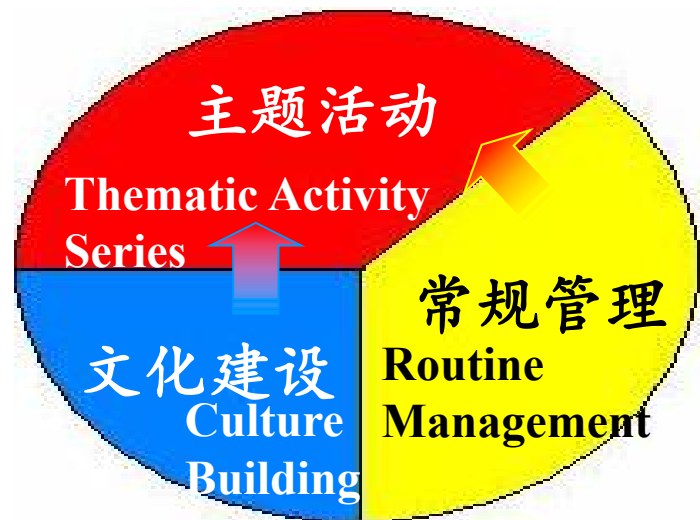 主题活动
Thematic Activity
Series
常规管理
Routine
Management
文化建设
Culture
Building